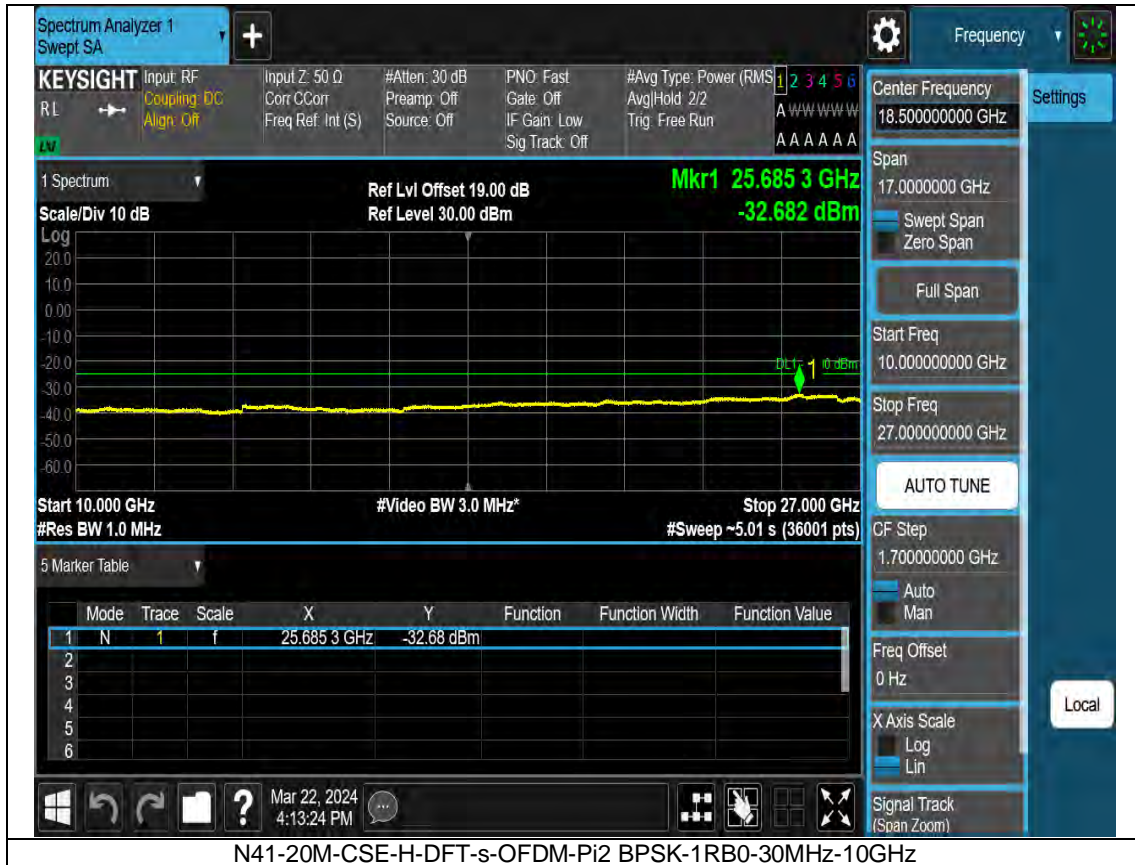 Spectrum Analyzer 1
Swept SA
Frequency
KEYSIGHT
RL
Input: RF
Coupling: DC
Align: Off
Input Z: 50 Ω
Corr CCorr
Freq Ref: Int (S)
#Atten: 30 dB
Preamp: Off
Source: Off
PNO: Fast
Gate: Off
IF Gain: Low
Sig Track: Off
#Avg Type: Power (RMS
Avg|Hold: 2/2
Trig: Free Run
1 2 3 4 5 6
A W W W W W
A A A A A A
1 Spectrum
Scale/Div 10 dB
Ref Lvl Offset 19.00 dB
Ref Level 30.00 dBm
Mkr1 25.685 3 GHz
-32.682 dBm
Log
20.0
10.0
0.00
-10.0
-20.0
-30.0
-40.0
-50.0
-60.0
DL1
1
0 dBm
Start 10.000 GHz
#Video BW 3.0 MHz*
Stop 27.000 GHz
#Res BW 1.0 MHz
#Sweep ~5.01 s (36001 pts)
5 Marker Table
Mode Trace Scale X Y Function Function Width Function Value
1 N 1 f 25.685 3 GHz -32.68 dBm
2
3
4
5
6
Mar 22, 2024
4:13:24 PM
Center Frequency
18.500000000 GHz
Settings
Span
17.0000000 GHz
Swept Span
Zero Span
Full Span
Start Freq
10.000000000 GHz
Stop Freq
27.000000000 GHz
AUTO TUNE
CF Step
1.700000000 GHz
Auto
Man
Freq Offset
0 Hz
X Axis Scale
Log
Lin
Local
Signal Track
(Span Zoom)
N41-20M-CSE-H-DFT-s-OFDM-Pi2 BPSK-1RB0-30MHz-10GHz